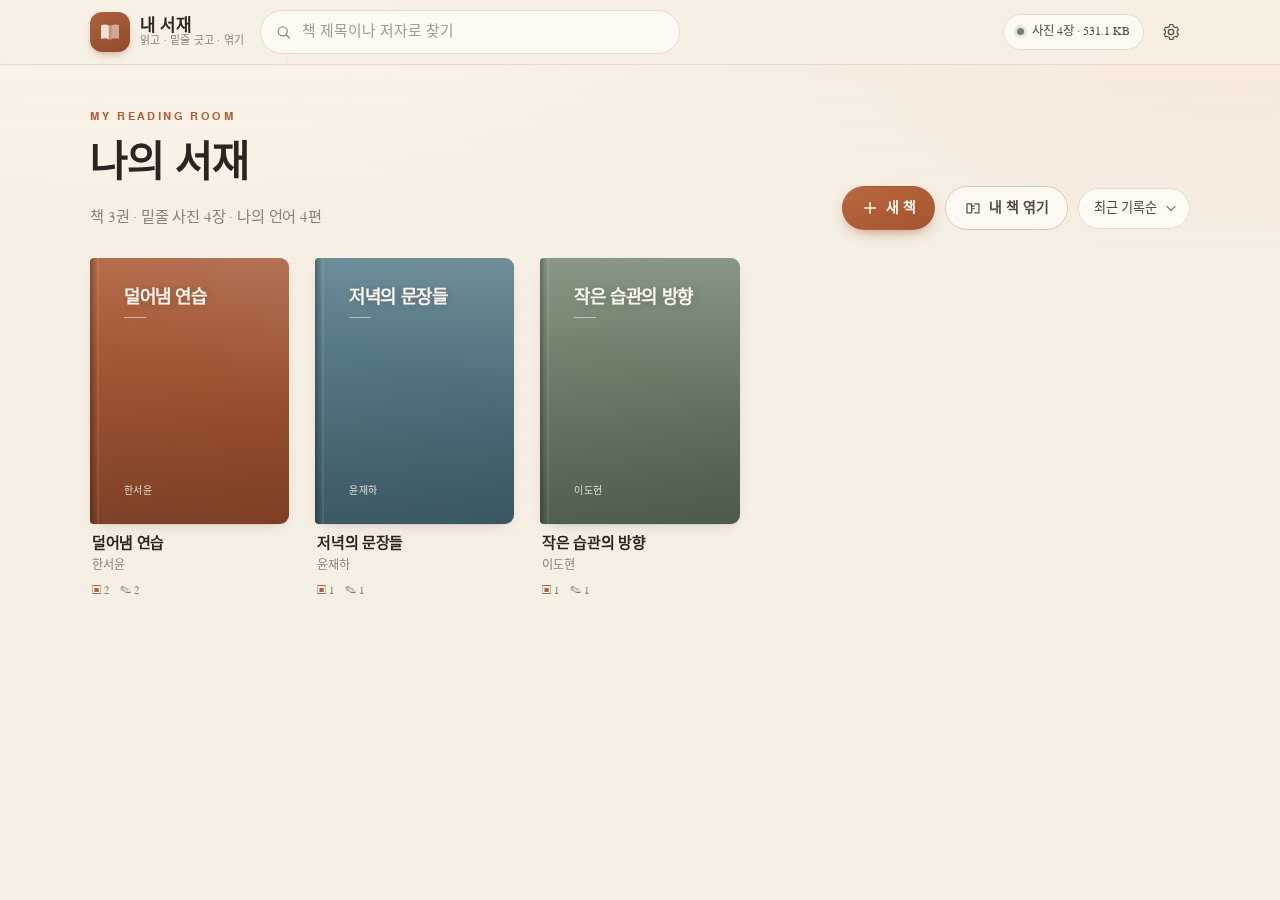 내 서재
읽고 · 밑줄 긋고 · 엮기
책 제목이나 저자로 찾기
사진 4장 · 531.1 KB
MY READING ROOM
나의 서재
책 3권 · 밑줄 사진 4장 · 나의 언어 4편
새 책
내 책 엮기
최근 기록순
덜어냄 연습
한서윤
저녁의 문장들
윤재하
작은 습관의 방향
이도현
덜어냄 연습
한서윤
2 2
저녁의 문장들
윤재하
1 1
작은 습관의 방향
이도현
1 1